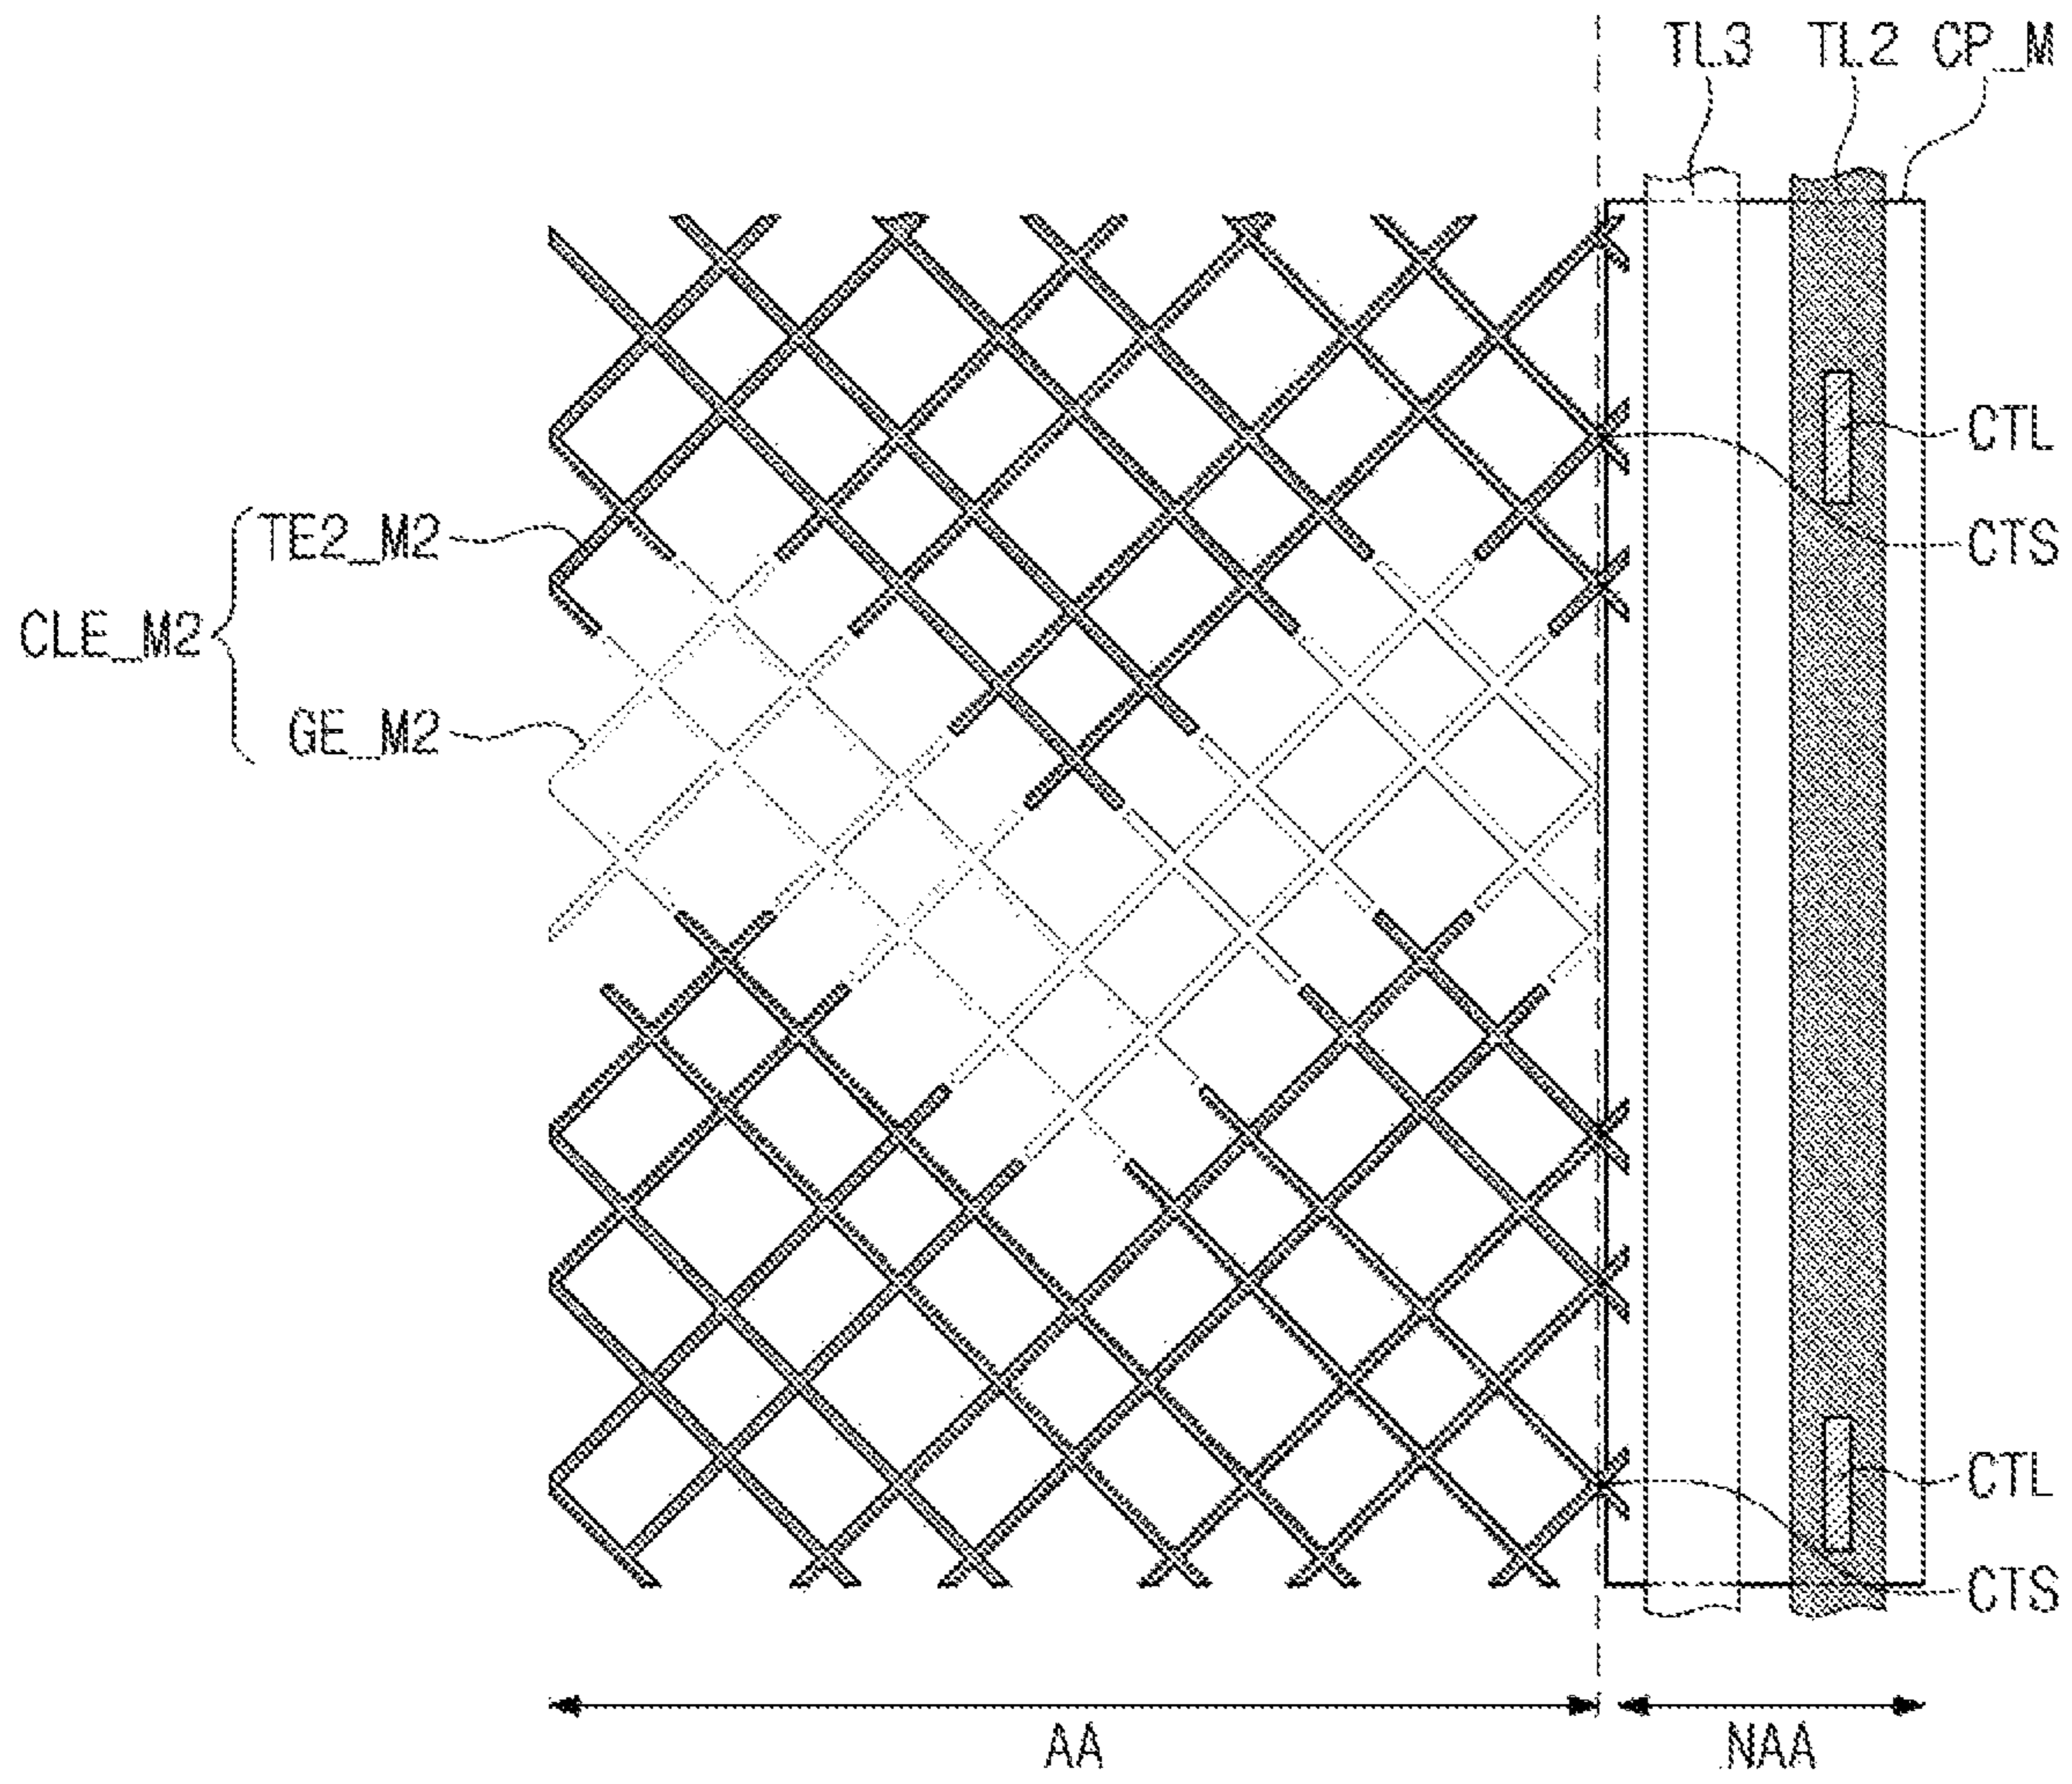 TL3 TL2 CP_M
CTL
CTS
TE2_M2
CLE_M2
GE_M2
CTL
CTS
AA
NAA